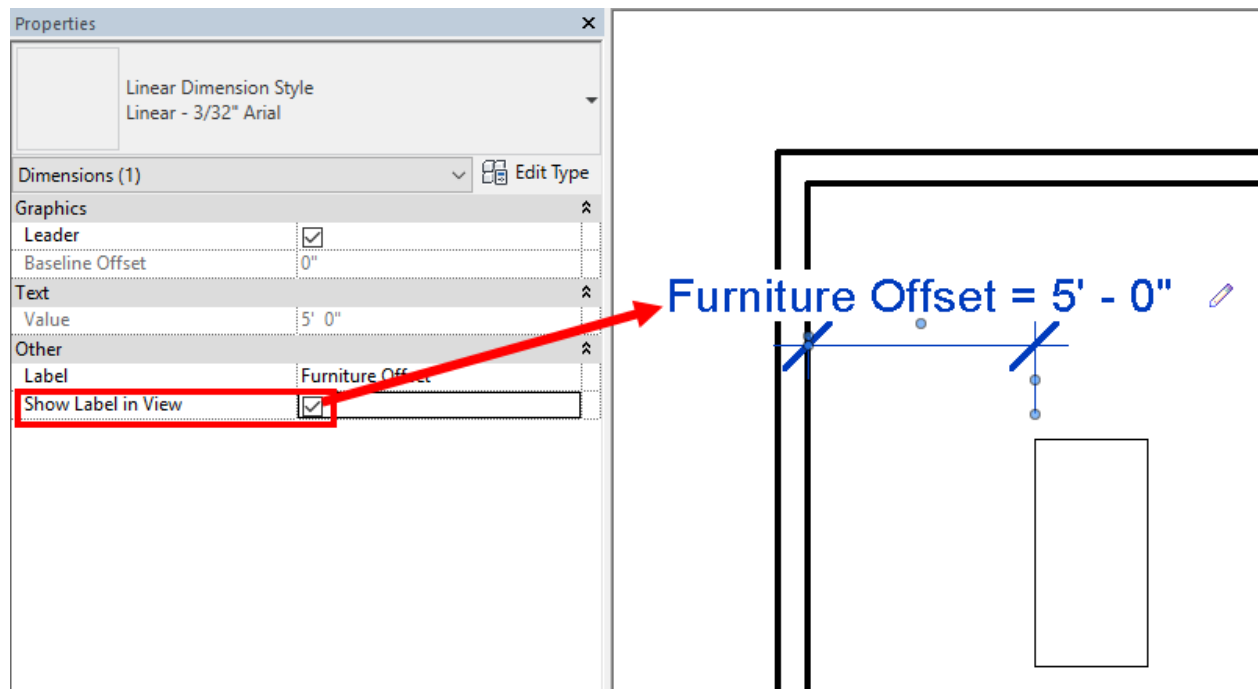 Properties
Linear Dimension Style
Linear - 3/32" Arial
Dimensions (1)
Edit Type
Graphics
Leader
Baseline Offset 0"
Text
Value 5' 0"
Other
Label Furniture Offset
Show Label in View
Furniture Offset = 5' - 0"